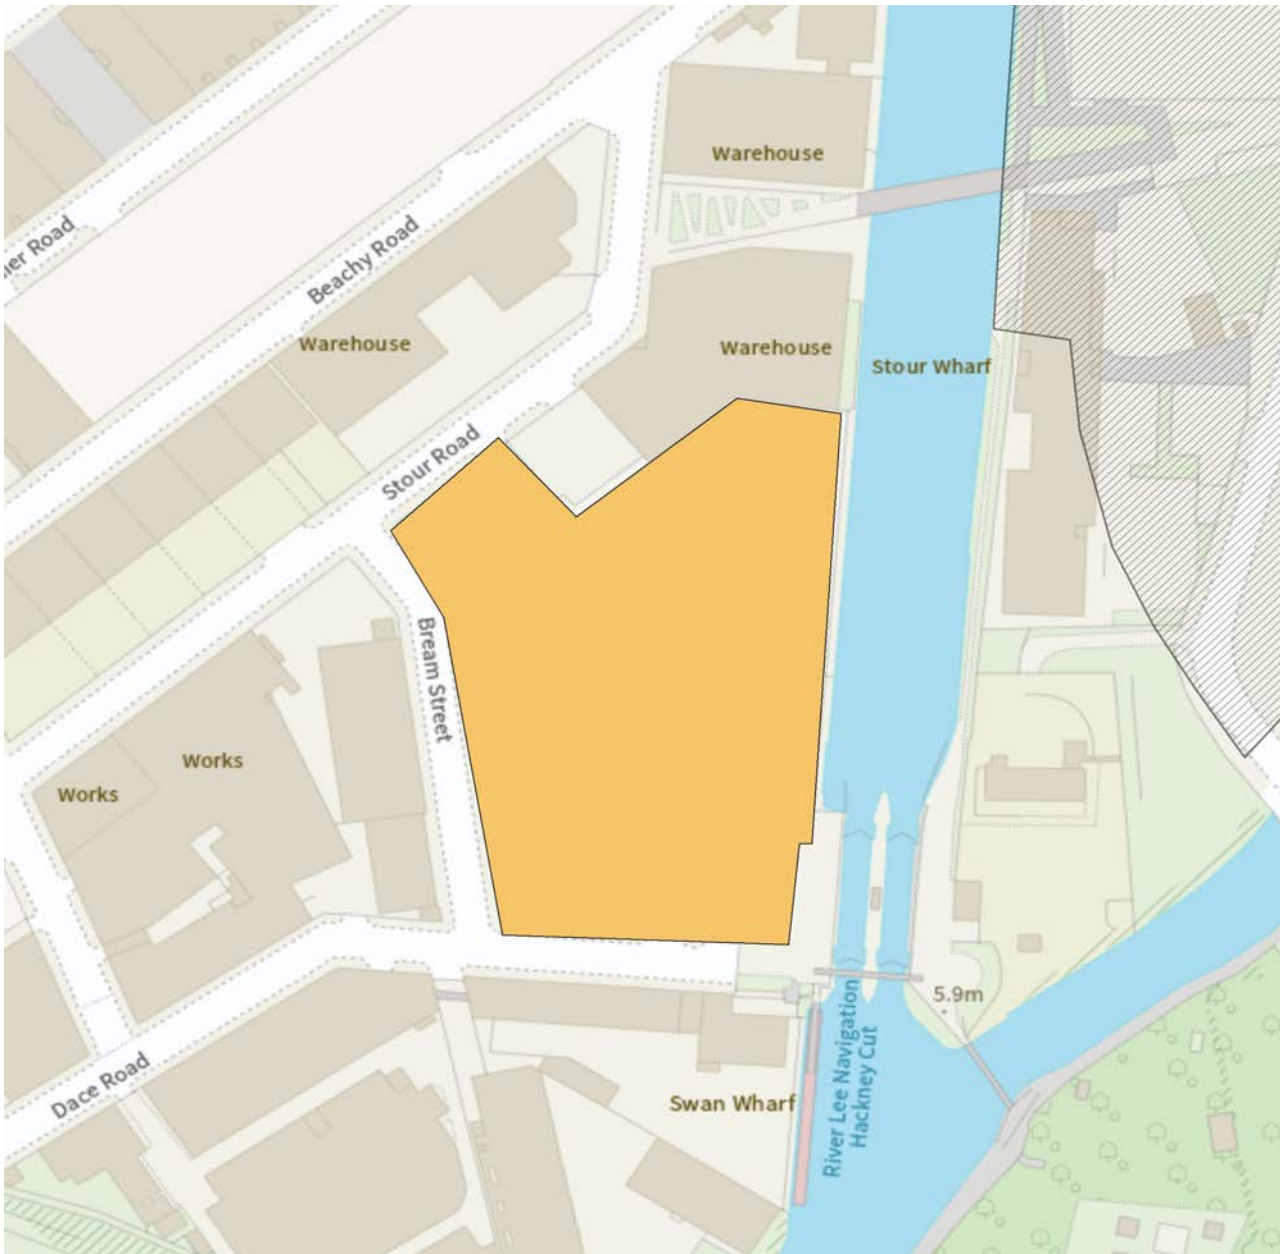 Warehouse
er Road
Beachy Road
Warehouse
Warehouse
Stour Wharf
Stour Road
Bream Street
Works
Works
5.9m
River Lee Navigation
Hackney Cut
Dace Road
Swan Wharf